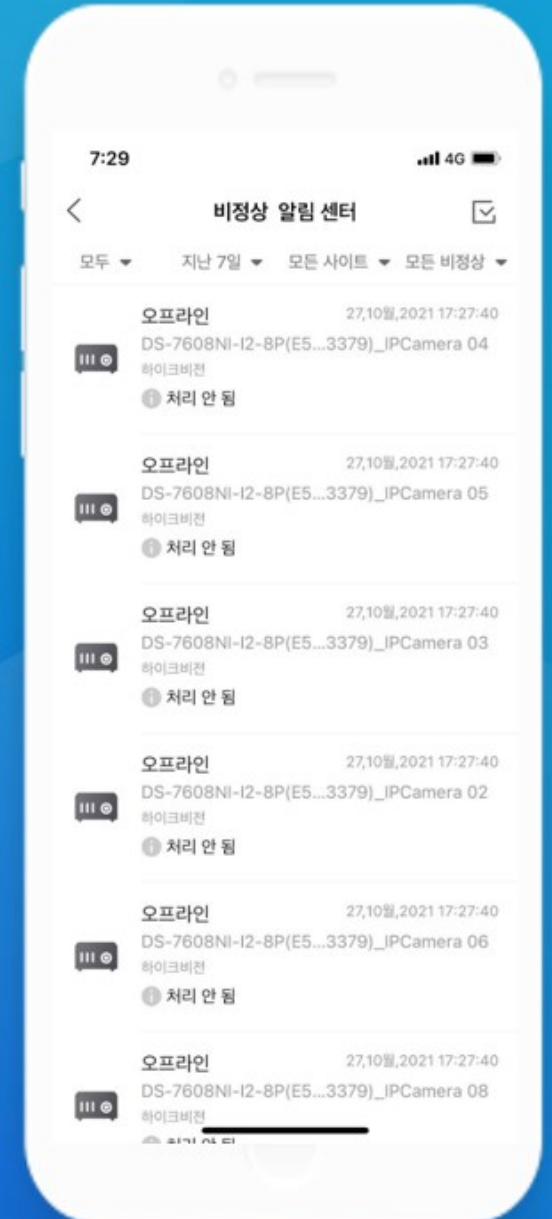 7:29 4G
비정상 알림 센터
모두 지난 7일 모든 사이트 모든 비정상
오프라인 27,10월,2021 17:27:40
DS-7608NI-I2-8P(E5...3379)_IPCamera 04
하이크비전
처리 안 됨
오프라인 27,10월,2021 17:27:40
DS-7608NI-I2-8P(E5...3379)_IPCamera 05
하이크비전
처리 안 됨
오프라인 27,10월,2021 17:27:40
DS-7608NI-I2-8P(E5...3379)_IPCamera 03
하이크비전
처리 안 됨
오프라인 27,10월,2021 17:27:40
DS-7608NI-I2-8P(E5...3379)_IPCamera 02
하이크비전
처리 안 됨
오프라인 27,10월,2021 17:27:40
DS-7608NI-I2-8P(E5...3379)_IPCamera 06
하이크비전
처리 안 됨
오프라인 27,10월,2021 17:27:40
DS-7608NI-I2-8P(E5...3379)_IPCamera 08
하이크비전